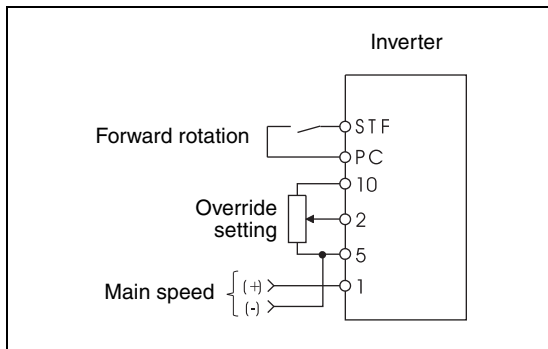 Inverter
Forward rotation
STF
PC
10
Override
setting
2
5
Main speed
(+)
1
(-)